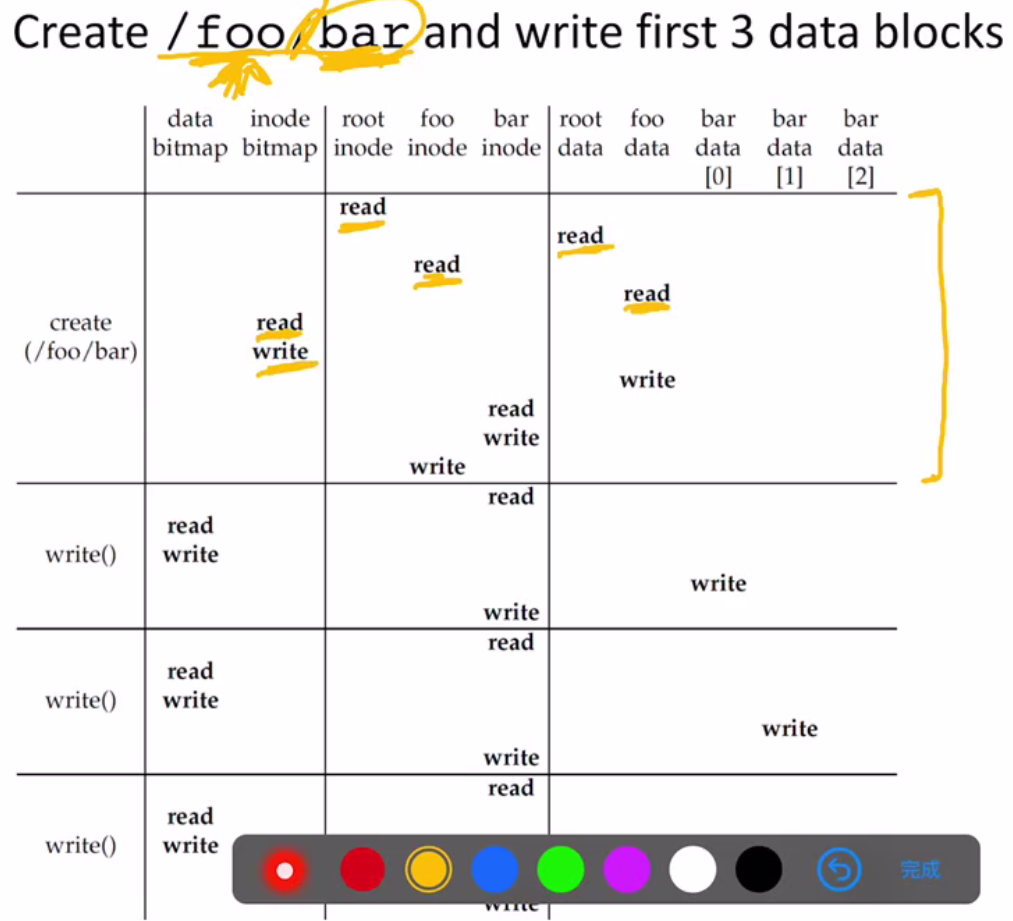 Create /foo/bar and write first 3 data blocks
data inode root foo bar root foo bar bar bar
bitmap bitmap inode inode inode data data data data data
[0] [1] [2]
read
read
read
read
create read
(/foo/bar) write
write
read
write
write
read
read
write() write
write
write
read
read
write() write
write
write
read
read
write() write
完成